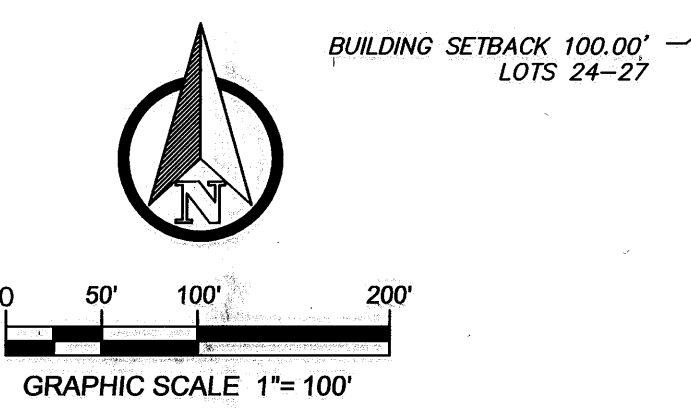 BUILDING SETBACK 100.00'
LOTS 24–27
N
0 50' 100' 200'
GRAPHIC SCALE 1"= 100'